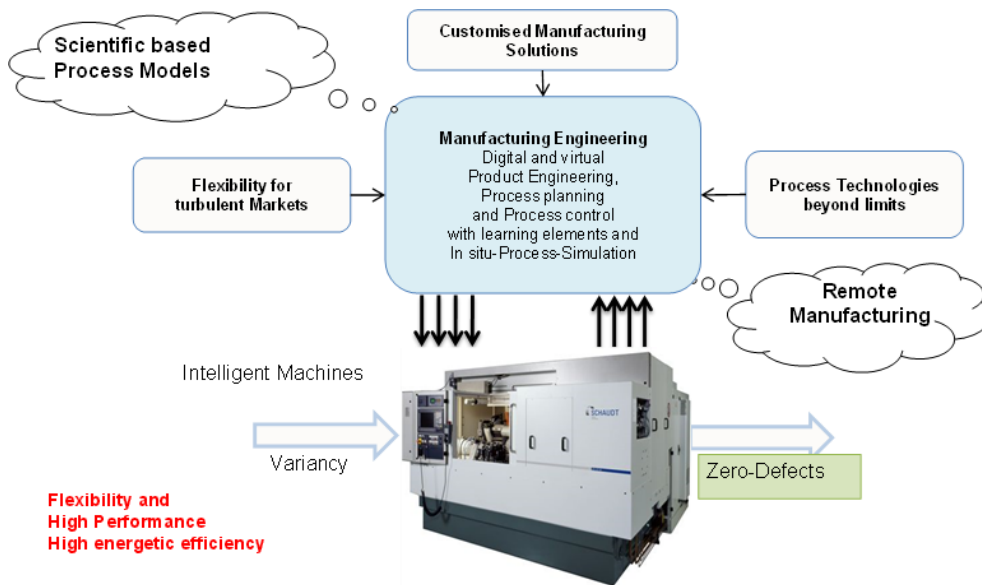 Scientific based
Process Models
Customised Manufacturing
Solutions
Manufacturing Engineering
Digital and virtual
Product Engineering,
Process planning
and Process control
with learning elements and
In situ-Process-Simulation
Flexibility for
turbulent Markets
Process Technologies
beyond limits
Remote
Manufacturing
Intelligent Machines
SCHAUDT
Variancy
Zero-Defects
Flexibility and
High Performance
High energetic efficiency